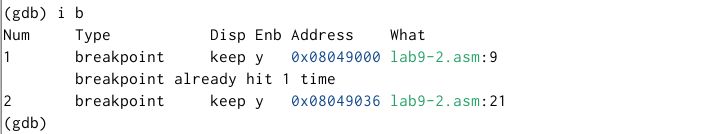 (gdb) i b
Num     Type           Disp Enb Address    What
1       breakpoint     keep y   0x08049000 lab9-2.asm:9
        breakpoint already hit 1 time
2       breakpoint     keep y   0x08049036 lab9-2.asm:21
(gdb)